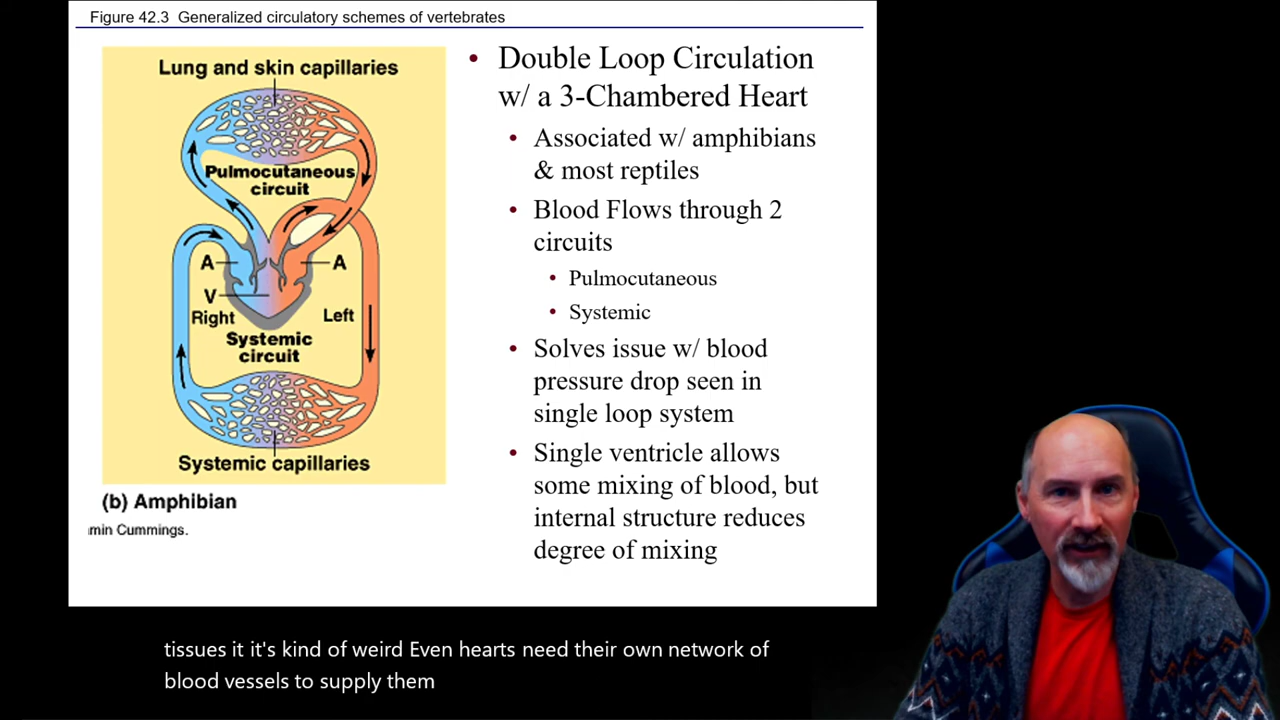 Figure 42.3 Generalized circulatory schemes of vertebrates
Lung and skin capillaries
Pulmocutaneous
circuit
A
A
V
Right
Left
Systemic
circuit
Systemic capillaries
(b) Amphibian
min Cummings.
• Double Loop Circulation
w/ a 3-Chambered Heart
• Associated w/ amphibians
& most reptiles
• Blood Flows through 2
circuits
• Pulmocutaneous
• Systemic
• Solves issue w/ blood
pressure drop seen in
single loop system
• Single ventricle allows
some mixing of blood, but
internal structure reduces
degree of mixing
tissues it it's kind of weird Even hearts need their own network of
blood vessels to supply them